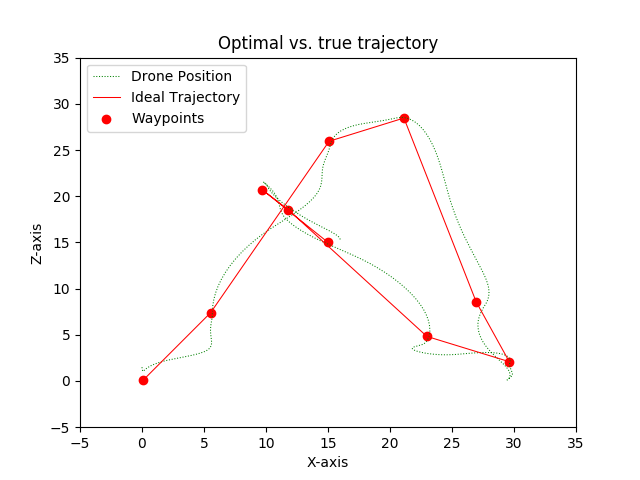 Optimal vs. true trajectory
Drone Position
Ideal Trajectory
Waypoints
35
30
25
20
15
10
5
0
−5
Z-axis
−5 0 5 10 15 20 25 30 35
X-axis